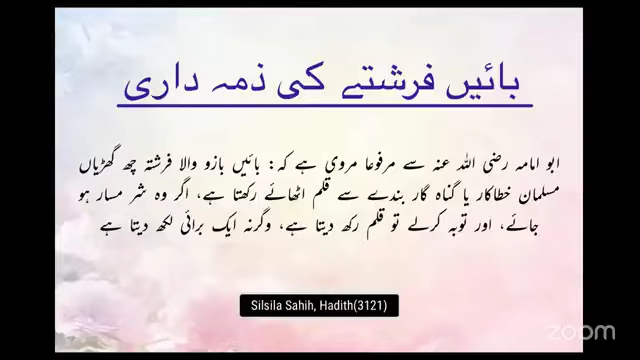 بائیں فرشتے کی ذمہ داری
ابو امامہ رضی اللہ عنہ سے مرفوعا مروی ہے کہ: بائیں بازو والا فرشتہ چھ گھڑیاں
مسلمان خطاکار یا گناہ گار بندے سے قلم اٹھائے رکھتا ہے، اگر وہ شر مسار ہو
جائے، اور توبہ کرلے تو قلم رکھ دیتا ہے، وگرنہ ایک برائی لکھ دیتا ہے
Silsila Sahih, Hadith(3121)
zoom